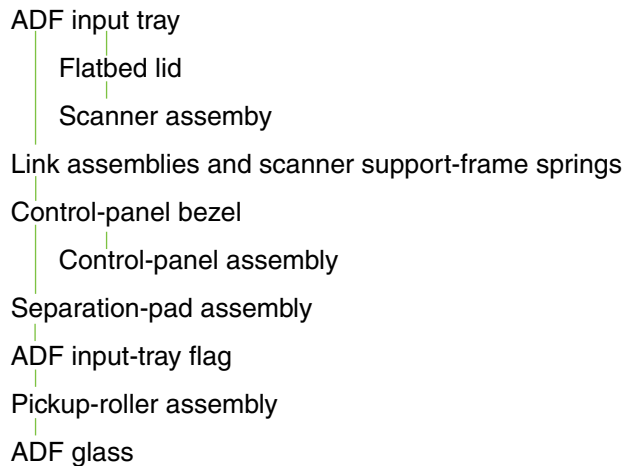 ADF input tray
Flatbed lid
Scanner assemby
Link assemblies and scanner support-frame springs
Control-panel bezel
Control-panel assembly
Separation-pad assembly
ADF input-tray flag
Pickup-roller assembly
ADF glass